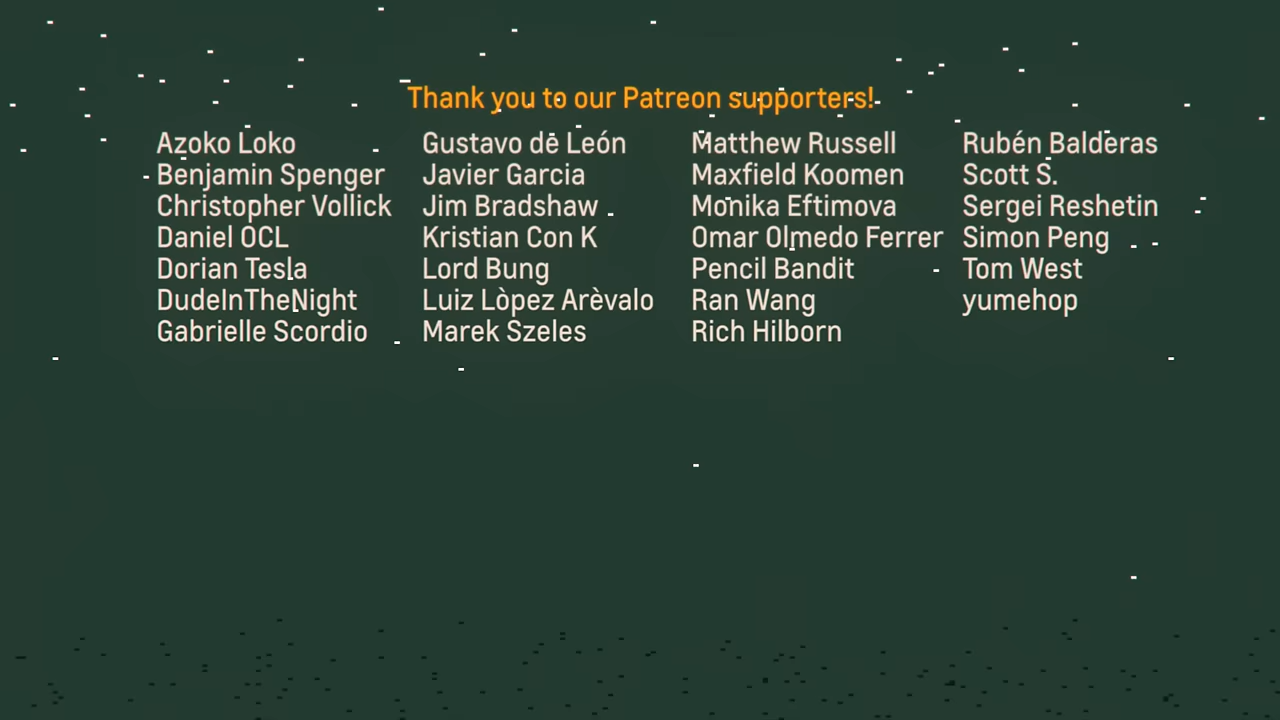 Thank you to our Patreon supporters!
Azoko Loko
Benjamin Spenger
Christopher Vollick
Daniel OCL
Dorian Tesla
DudeInTheNight
Gabrielle Scordio
Gustavo de León
Javier Garcia
Jim Bradshaw
Kristian Con K
Lord Bung
Luiz Lòpez Arèvalo
Marek Szeles
Matthew Russell
Maxfield Koomen
Monika Eftimova
Omar Olmedo Ferrer
Pencil Bandit
Ran Wang
Rich Hilborn
Rubén Balderas
Scott S.
Sergei Reshetin
Simon Peng
Tom West
yumehop